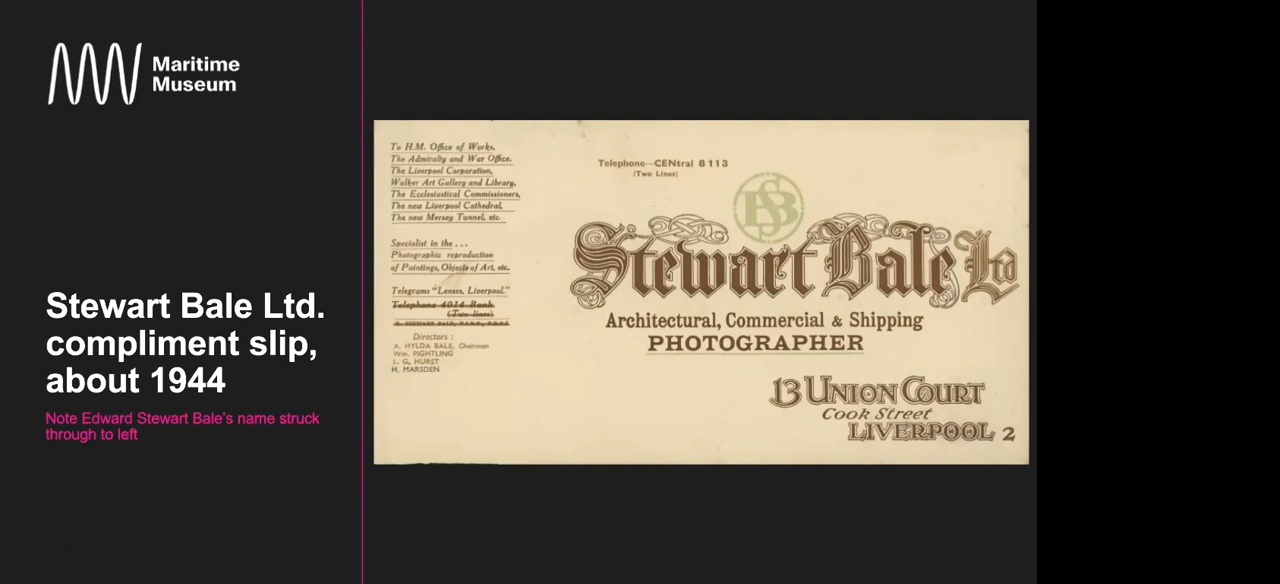 Maritime
Museum
Stewart Bale Ltd.
compliment slip,
about 1944
Note Edward Stewart Bale's name struck
through to left
To H.M. Office of Works,
The Admiralty and War Office.
The Liverpool Corporation,
Walker Art Gallery and Library,
The Ecclesiastical Commissioners,
The new Liverpool Cathedral,
The new Mersey Tunnel, etc.
Specialist in the . . .
Photographic reproduction
of Paintings, Objects of Art, etc.
Telegrams "Lenses, Liverpool."
Telephone 4014 Bank
(Two lines)
STEWART BALE,
Directors :
A. HYLDA BALE, Chairman
Wm. FIGHTLING
J. G, HURST
H. MARSDEN
Telephone—CENtral 8113
(Two Lines)
SB
Stewart Bale Ltd
Architectural, Commercial & Shipping
PHOTOGRAPHER
13 UNION COURT
Cook Street
LIVERPOOL 2